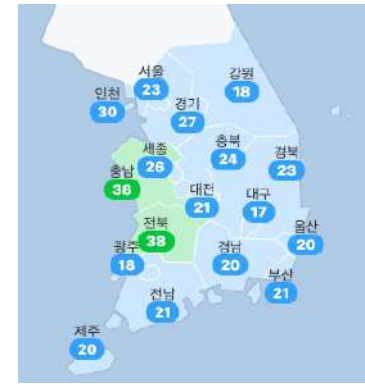 서울
23
강원
18
인천
30
경기
27
충북
24
세종
26
경북
23
충남
36
대전
21
대구
17
전북
38
울산
20
광주
18
경남
20
부산
21
전남
21
제주
20